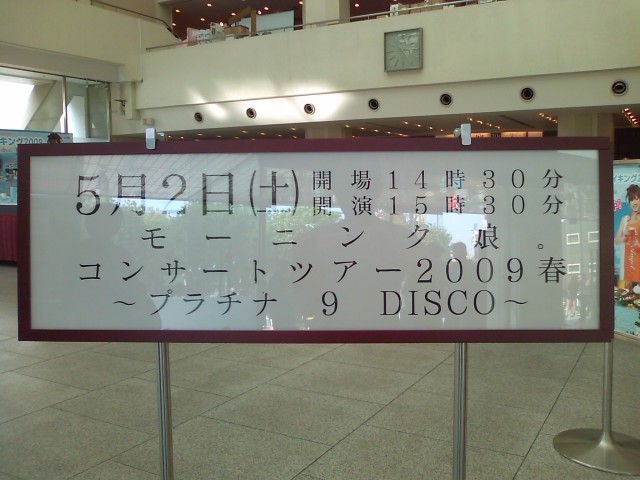 5月2日(土) 開場14時30分
開演15時30分
モーニング娘。
コンサートツアー2009春
～プラチナ 9 DISCO～